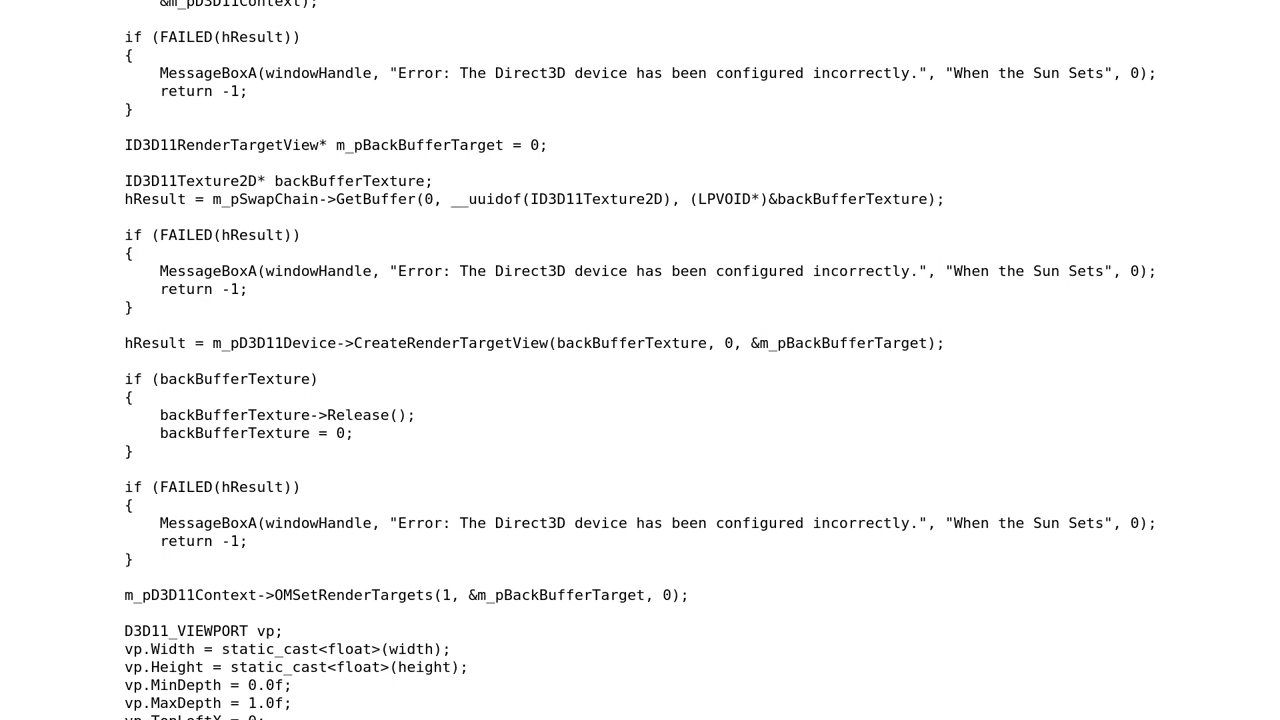 &m_pD3D11Context);
if (FAILED(hResult))
{
MessageBoxA(windowHandle, "Error: The Direct3D device has been configured incorrectly.", "When the Sun Sets", 0);
return -1;
}
ID3D11RenderTargetView* m_pBackBufferTarget = 0;
ID3D11Texture2D* backBufferTexture;
hResult = m_pSwapChain->GetBuffer(0, __uuidof(ID3D11Texture2D), (LPVOID*)&backBufferTexture);
if (FAILED(hResult))
{
MessageBoxA(windowHandle, "Error: The Direct3D device has been configured incorrectly.", "When the Sun Sets", 0);
return -1;
}
hResult = m_pD3D11Device->CreateRenderTargetView(backBufferTexture, 0, &m_pBackBufferTarget);
if (backBufferTexture)
{
backBufferTexture->Release();
backBufferTexture = 0;
}
if (FAILED(hResult))
{
MessageBoxA(windowHandle, "Error: The Direct3D device has been configured incorrectly.", "When the Sun Sets", 0);
return -1;
}
m_pD3D11Context->OMSetRenderTargets(1, &m_pBackBufferTarget, 0);
D3D11_VIEWPORT vp;
vp.Width = static_cast<float>(width);
vp.Height = static_cast<float>(height);
vp.MinDepth = 0.0f;
vp.MaxDepth = 1.0f;
vp.TopLeftX = 0;